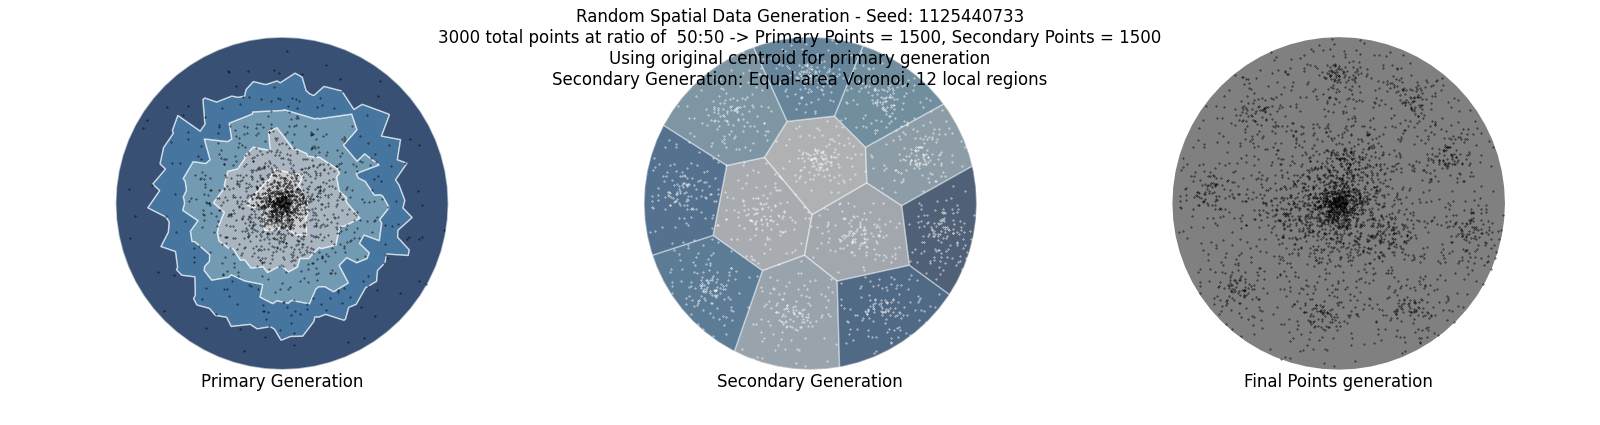 Random Spatial Data Generation - Seed: 1125440733
3000 total points at ratio of  50:50 -> Primary Points = 1500, Secondary Points = 1500
Using original centroid for primary generation
Secondary Generation: Equal-area Voronoi, 12 local regions
Primary Generation
Secondary Generation
Final Points generation